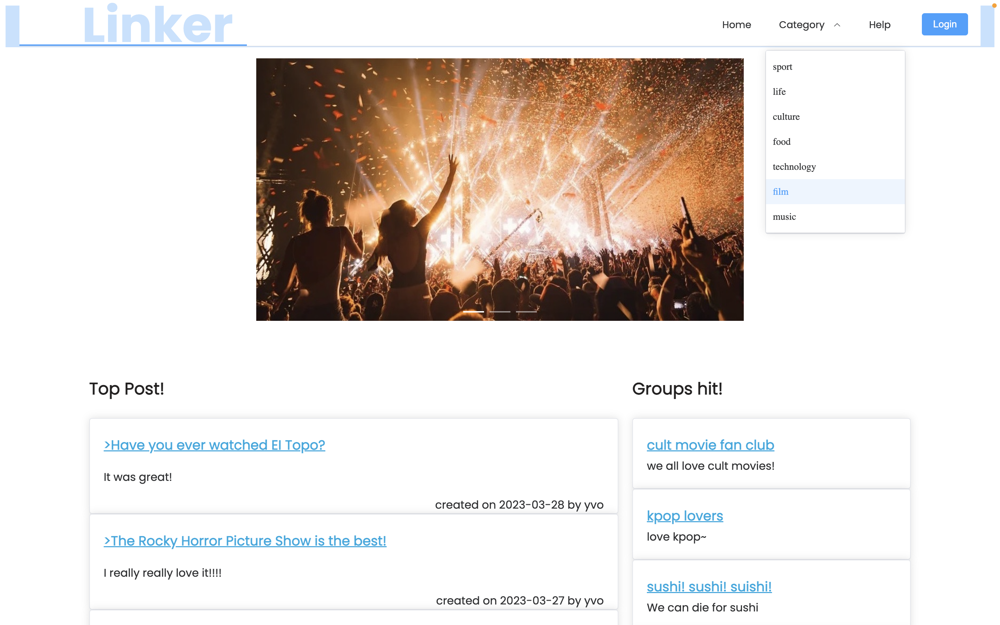 Linker
Home Category Help Login
sport
life
culture
food
technology
film
music
Top Post!
>Have you ever watched EI Topo?
It was great!
created on 2023-03-28 by yvo
>The Rocky Horror Picture Show is the best!
I really really love it!!!!
created on 2023-03-27 by yvo
Groups hit!
cult movie fan club
we all love cult movies!
kpop lovers
love kpop~
sushi! sushi! suishi!
We can die for sushi